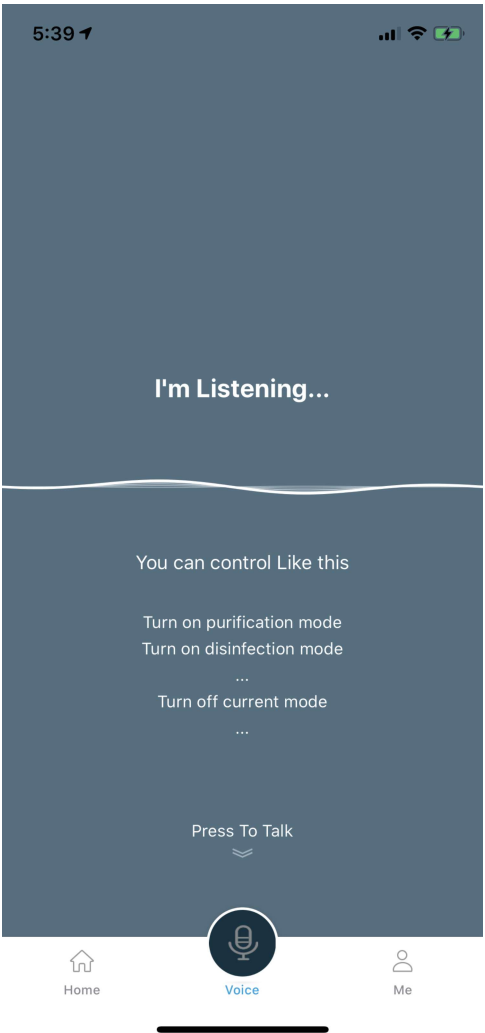 5:39
I'm Listening...
You can control Like this
Turn on purification mode
Turn on disinfection mode
...
Turn off current mode
...
Press To Talk
Home
Voice
Me